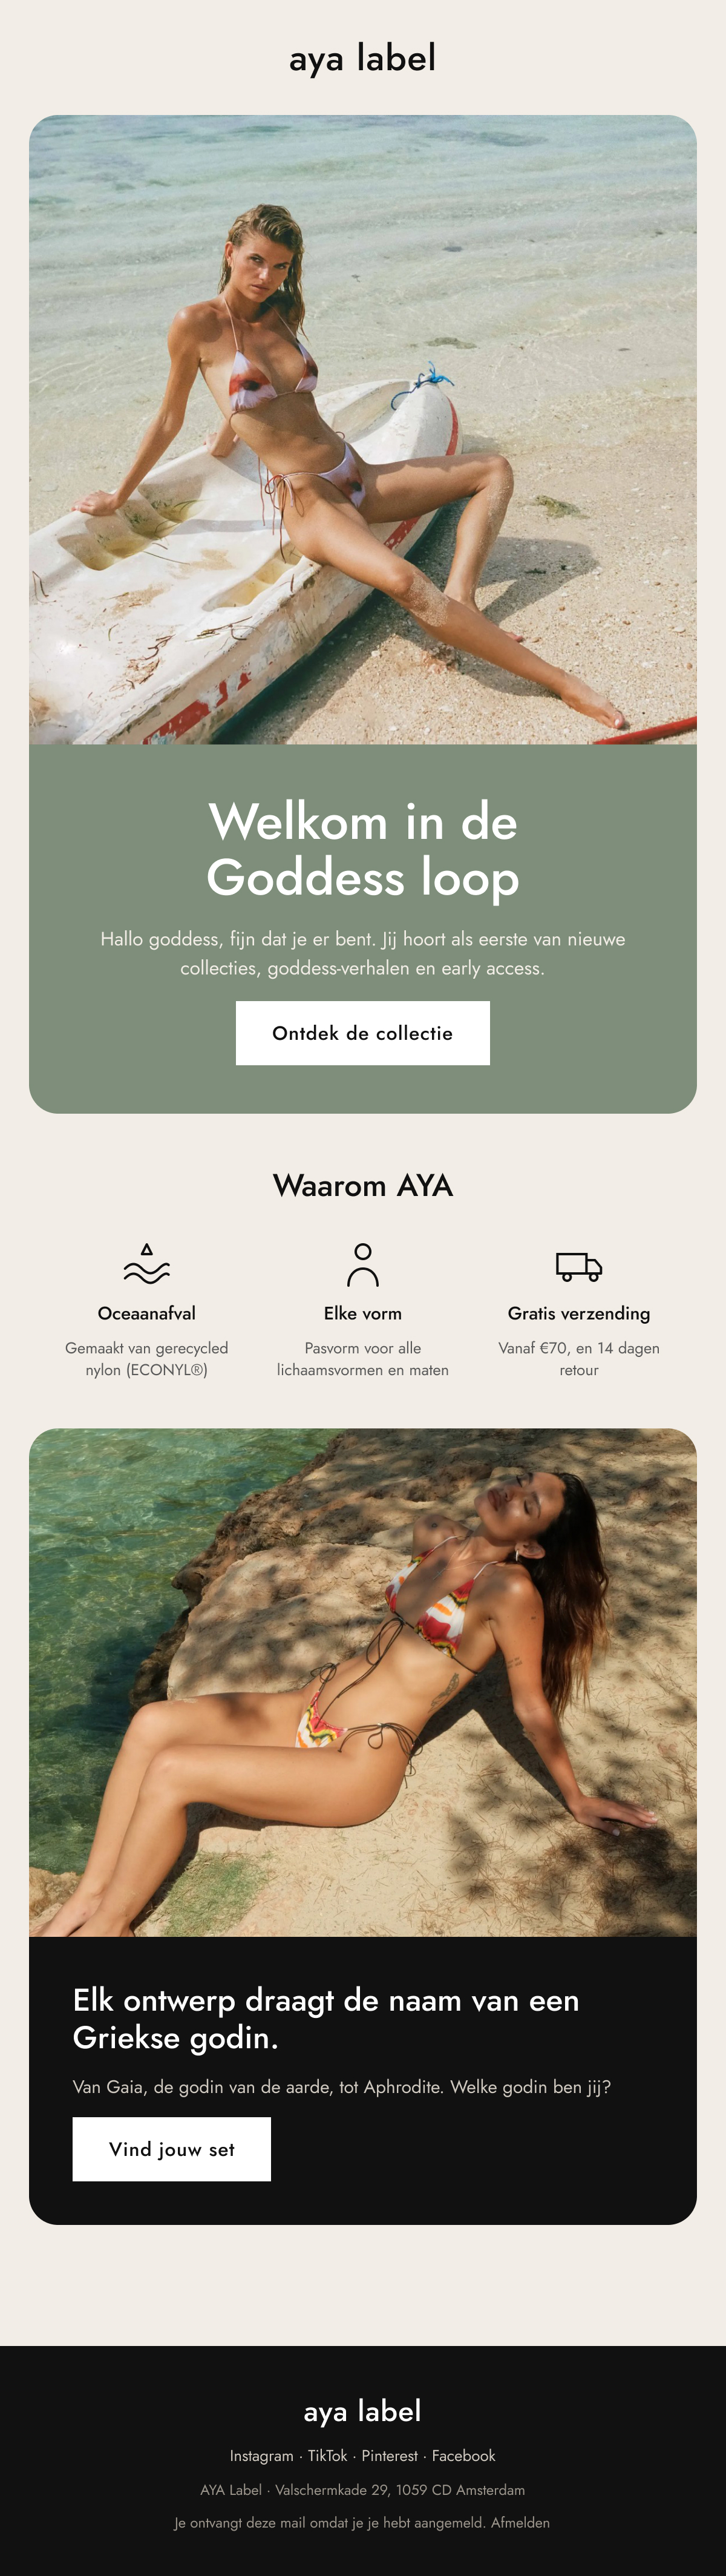 aya label
Welkom in de
Goddess loop
Hallo goddess, fijn dat je er bent. Jij hoort als eerste van nieuwe
collecties, goddess-verhalen en early access.
Ontdek de collectie
Waarom AYA
Oceaanafval
Gemaakt van gerecycled
nylon (ECONYL®)
Elke vorm
Pasvorm voor alle
lichaamsvormen en maten
Gratis verzending
Vanaf €70, en 14 dagen
retour
Elk ontwerp draagt de naam van een
Griekse godin.
Van Gaia, de godin van de aarde, tot Aphrodite. Welke godin ben jij?
Vind jouw set
aya label
Instagram · TikTok · Pinterest · Facebook
AYA Label · Valschermkade 29, 1059 CD Amsterdam
Je ontvangt deze mail omdat je je hebt aangemeld. Afmelden